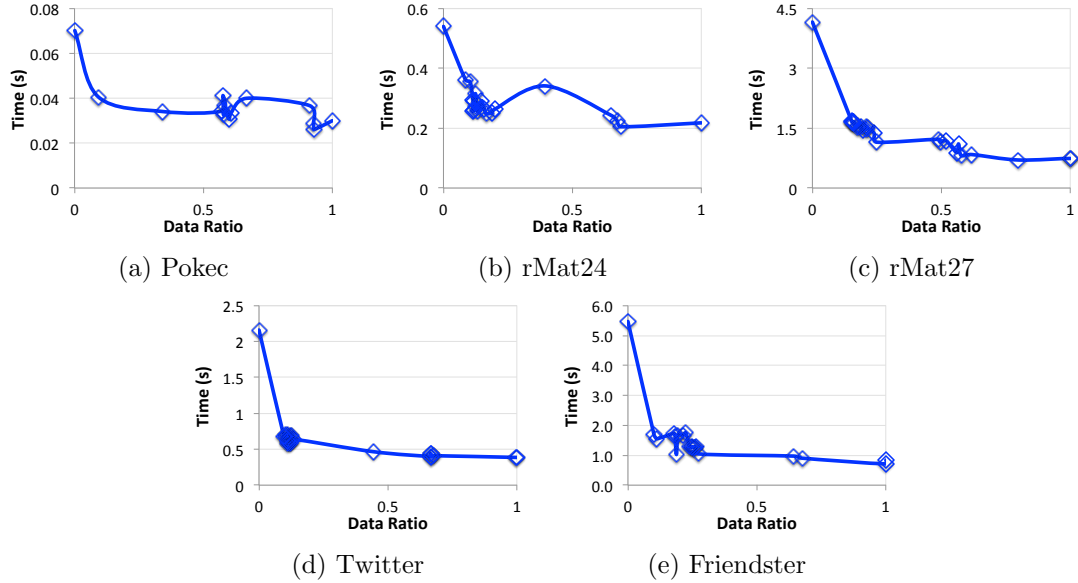 0.08
0.06
0.04
0.02
0
Time (s)
0
0.5
1
Data Ratio
(a) Pokec
0.6
0.4
0.2
0
Time (s)
0
0.5
1
Data Ratio
(b) rMat24
4.5
3
1.5
0
Time (s)
0
0.5
1
Data Ratio
(c) rMat27
2.5
2
1.5
1
0.5
0
Time (s)
0
0.5
1
Data Ratio
(d) Twitter
6.0
5.0
4.0
3.0
2.0
1.0
0.0
Time (s)
0
0.5
1
Data Ratio
(e) Friendster